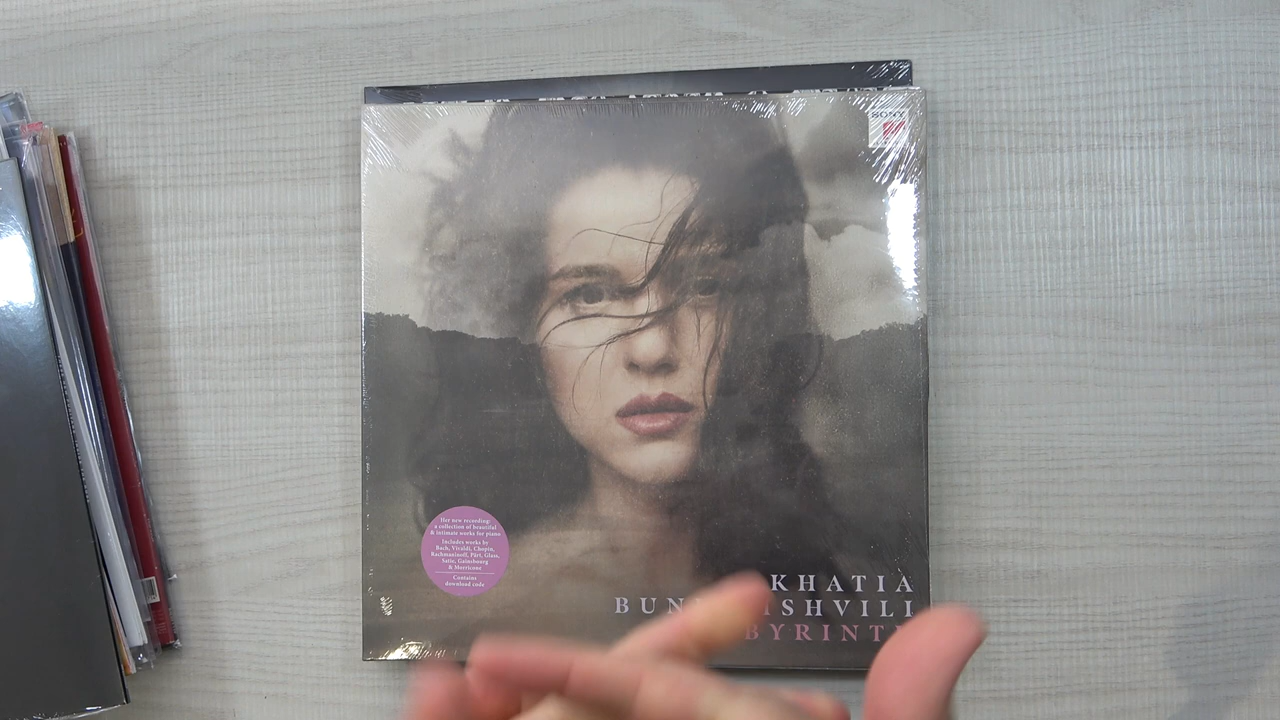 SONY
Her new recording:
a collection of beautiful
& intimate works for piano
Includes works by
Bach, Vivaldi, Chopin,
Rachmaninoff, Pärt, Glass,
Satie, Gainsbourg
& Morricone
Contains
download code
KHATIA